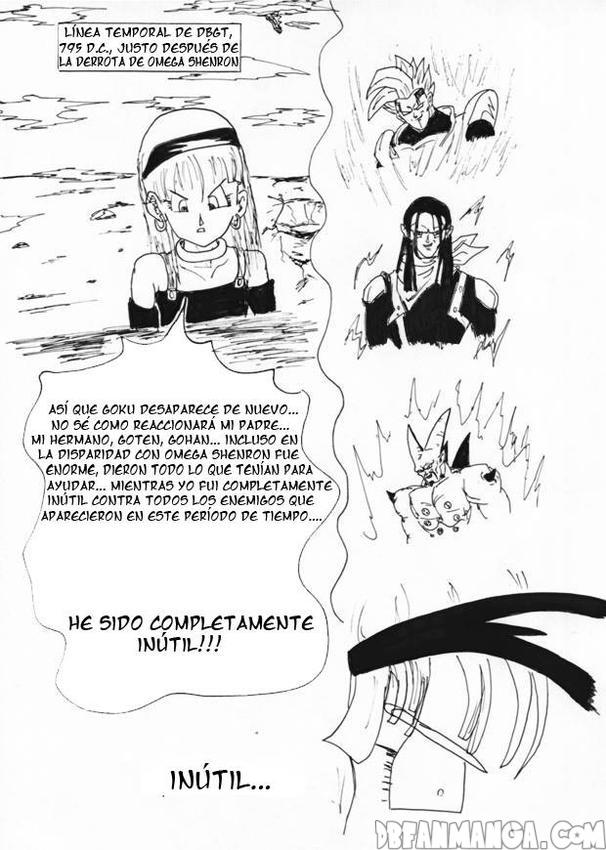 LÍNEA TEMPORAL DE DBGT,
795 D.C., JUSTO DESPUÉS DE
LA DERROTA DE OMEGA SHENRON
ASÍ QUE GOKU DESAPARECE DE NUEVO...
NO SÉ COMO REACCIONARÁ MI PADRE...
MI HERMANO, GOTEN, GOHAN... INCLUSO EN
LA DISPARIDAD CON OMEGA SHENRON FUE
ENORME, DIERON TODO LO QUE TENÍAN PARA
AYUDAR... MIENTRAS YO FUI COMPLETAMENTE
INÚTIL CONTRA TODOS LOS ENEMIGOS QUE
APARECIERON EN ESTE PERÍODO DE TIEMPO....
HE SIDO COMPLETAMENTE
INÚTIL!!!
INÚTIL...
DBFANMANGA.COM